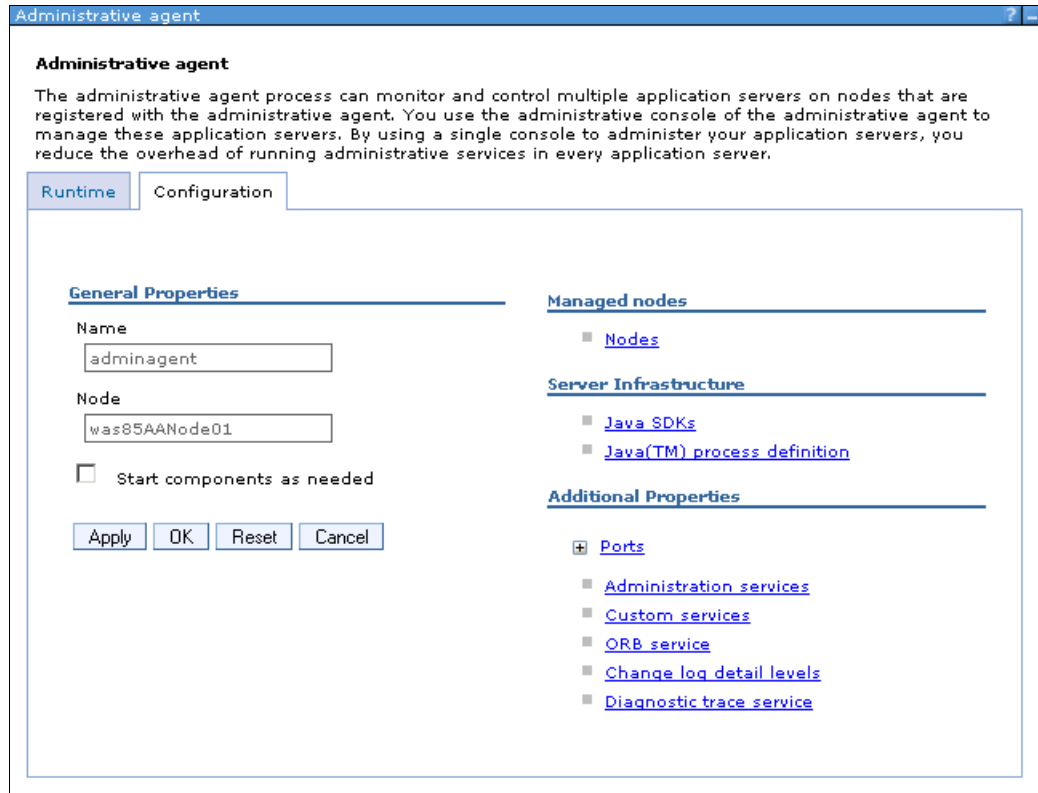 Administrative agent
?
Administrative agent
The administrative agent process can monitor and control multiple application servers on nodes that are
registered with the administrative agent. You use the administrative console of the administrative agent to
manage these application servers. By using a single console to administer your application servers, you
reduce the overhead of running administrative services in every application server.
Runtime
Configuration
General Properties
Name
adminagent
Node
was85AANode01
Start components as needed
Apply
OK
Reset
Cancel
Managed nodes
Nodes
Server Infrastructure
Java SDKs
Java(TM) process definition
Additional Properties
Ports
Administration services
Custom services
ORB service
Change log detail levels
Diagnostic trace service